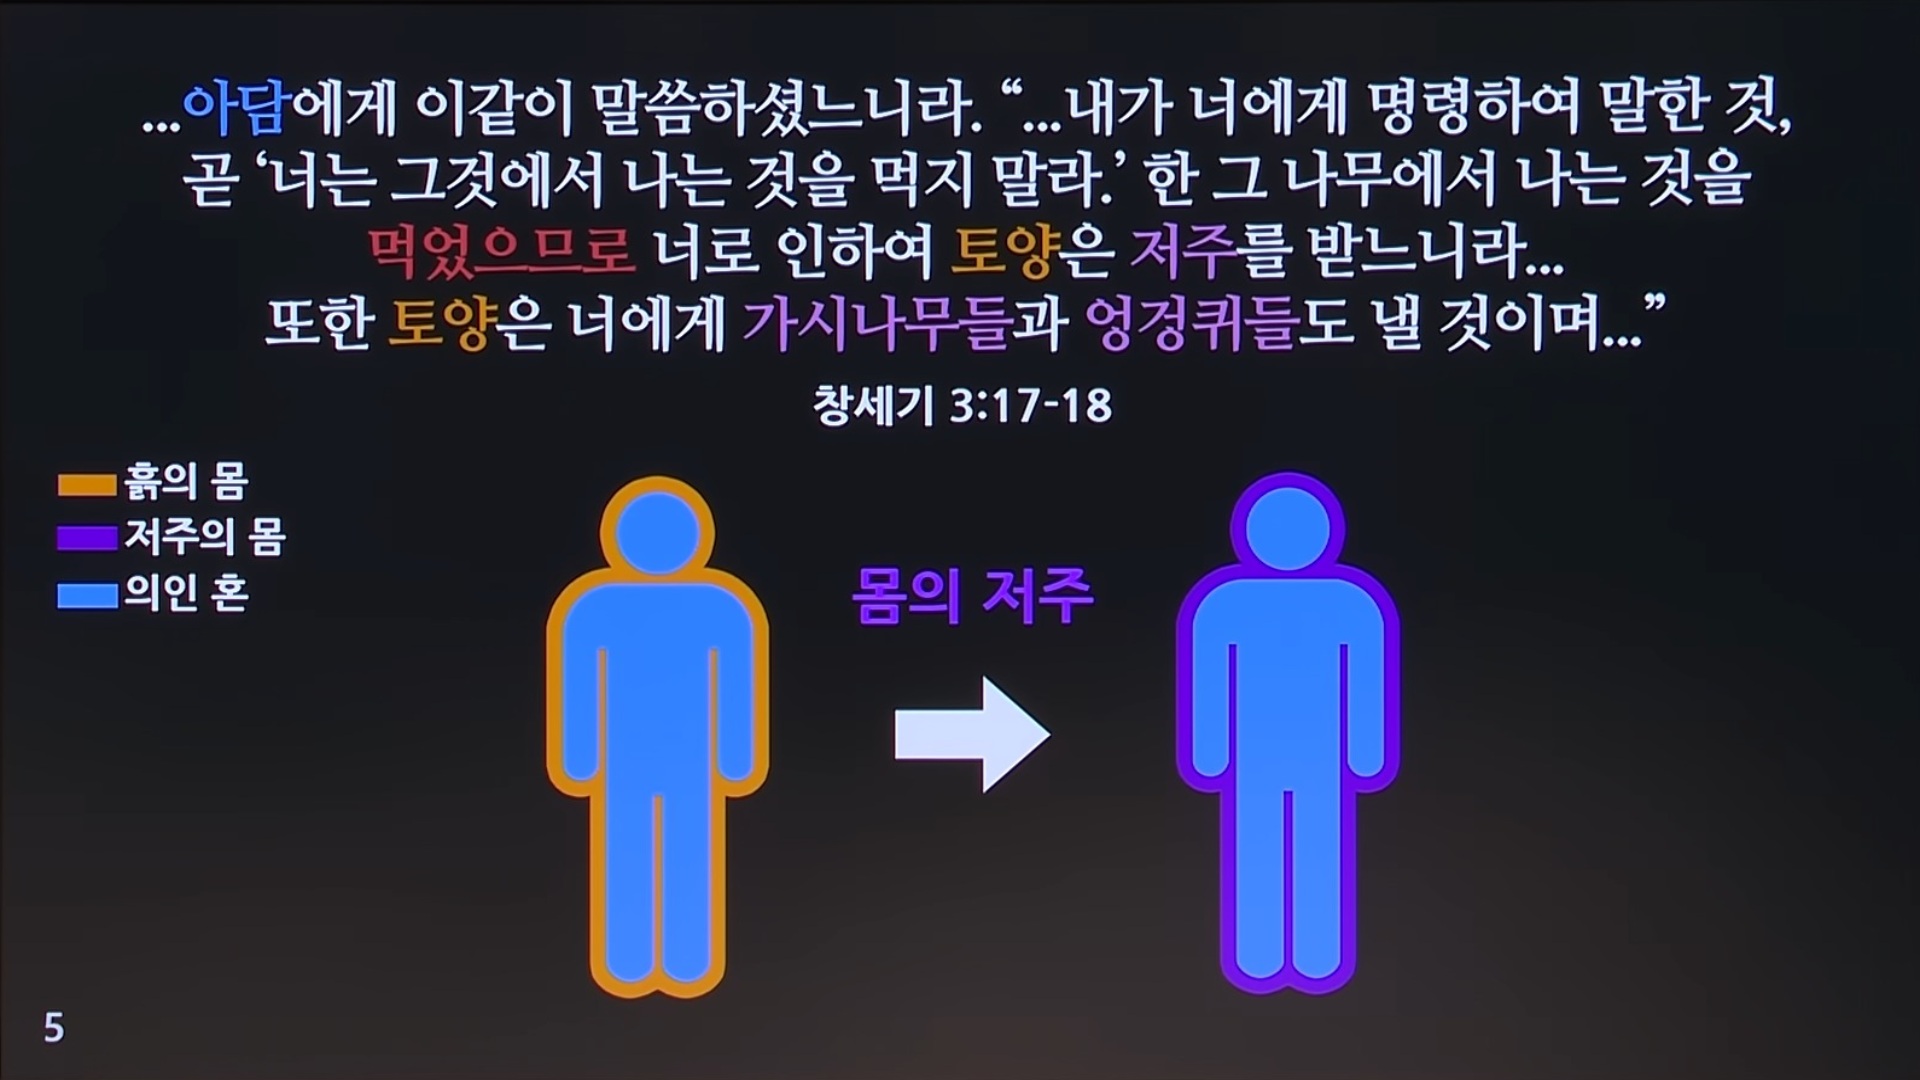 ...아담에게 이같이 말씀하셨느니라. “...내가 너에게 명령하여 말한 것,
곧 ‘너는 그것에서 나는 것을 먹지 말라.’ 한 그 나무에서 나는 것을
먹었으므로 너로 인하여 토양은 저주를 받느니라...
또한 토양은 너에게 가시나무들과 엉겅퀴들도 낼 것이며...”
창세기 3:17-18
흙의 몸
저주의 몸
의인 혼
몸의 저주
5